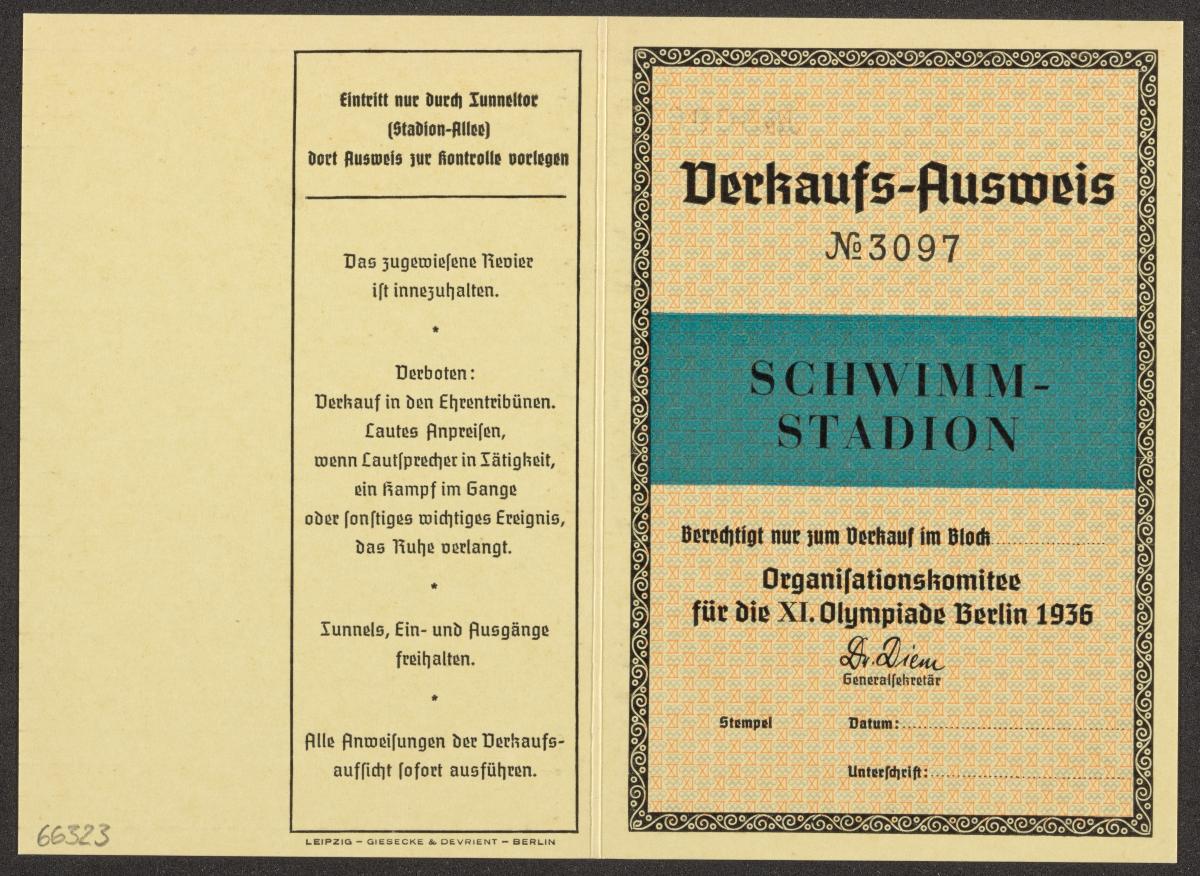 Eintritt nur durch Tunneltor
(Stadion-Allee)
dort Ausweis zur Kontrolle vorlegen
Das zugewiesene Revier
ist innezuhalten.
*
Verboten:
Verkauf in den Ehrentribünen.
Lautes Anpreisen,
wenn Lautsprecher in Tätigkeit,
ein Kampf im Gange
oder sonstiges wichtiges Ereignis,
das Ruhe verlangt.
*
Tunnels, Ein- und Ausgänge
freihalten.
*
Alle Anweisungen der Verkaufs-
aufsicht sofort ausführen.
LEIPZIG – GIESECKE & DEVRIENT – BERLIN
66323
Verkaufs-Ausweis
№ 3097
SCHWIMM-
STADION
Berechtigt nur zum Verkauf im Block
Organisationskomitee
für die XI. Olympiade Berlin 1936
Dr. Diem
Generalsekretär
Stempel Datum:
Unterschrift: